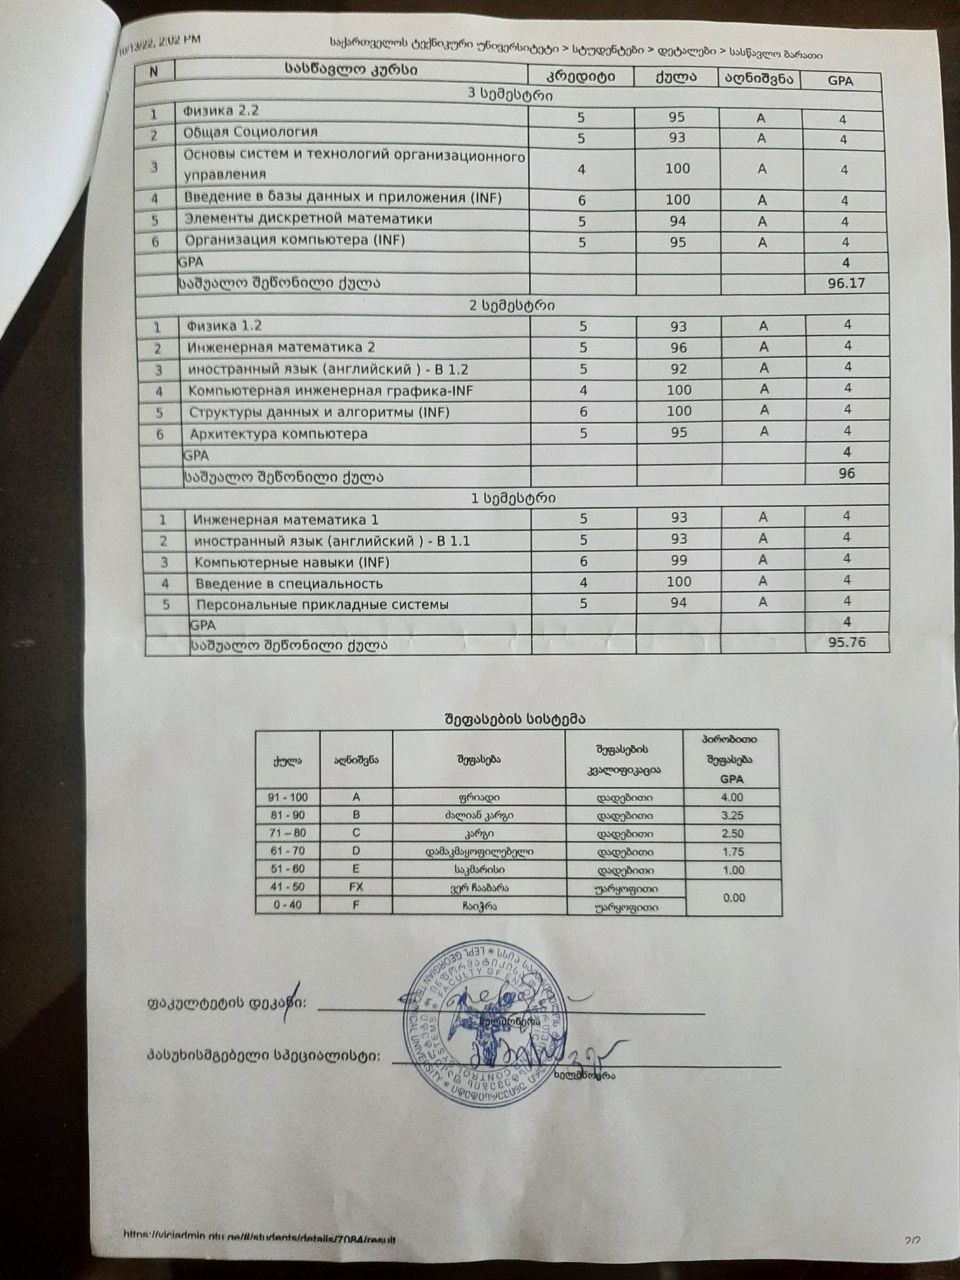 10/13/22, 2:02 PM
საქართველოს ტექნიკური უნივერსიტეტი > სტუდენტები > დეტალები > სასწავლო ბარათი
N სასწავლო კურსი კრედიტი ქულა აღნიშვნა GPA
3 სემესტრი
1 Физика 2.2 5 95 A 4
2 Общая Социология 5 93 A 4
3 Основы систем и технологий организационного управления 4 100 A 4
4 Введение в базы данных и приложения (INF) 6 100 A 4
5 Элементы дискретной математики 5 94 A 4
6 Организация компьютера (INF) 5 95 A 4
GPA 4
საშუალო შეწონილი ქულა 96.17
2 სემესტრი
1 Физика 1.2 5 93 A 4
2 Инженерная математика 2 5 96 A 4
3 иностранный язык (английский ) - B 1.2 5 92 A 4
4 Компьютерная инженерная графика-INF 4 100 A 4
5 Структуры данных и алгоритмы (INF) 6 100 A 4
6 Архитектура компьютера 5 95 A 4
GPA 4
საშუალო შეწონილი ქულა 96
1 სემესტრი
1 Инженерная математика 1 5 93 A 4
2 иностранный язык (английский ) - B 1.1 5 93 A 4
3 Компьютерные навыки (INF) 6 99 A 4
4 Введение в специальность 4 100 A 4
5 Персональные прикладные системы 5 94 A 4
GPA 4
საშუალო შეწონილი ქულა 95.76
შეფასების სისტემა
ქულა აღნიშვნა შეფასება შეფასების კვალიფიკაცია პირობითი შეფასება GPA
91 - 100 A ფრიადი დადებითი 4.00
81 - 90 B ძალიან კარგი დადებითი 3.25
71 – 80 C კარგი დადებითი 2.50
61 - 70 D დამაკმაყოფილებელი დადებითი 1.75
51 - 60 E საკმარისი დადებითი 1.00
41 - 50 FX ვერ ჩააბარა უარყოფითი 0.00
0 - 40 F ჩაიჭრა უარყოფითი
ფაკულტეტის დეკანი:
ხელმოწერა
პასუხისმგებელი სპეციალისტი:
ხელმოწერა
https://viciadmin.gtu.ge/#/students/details/7084/result
2/2